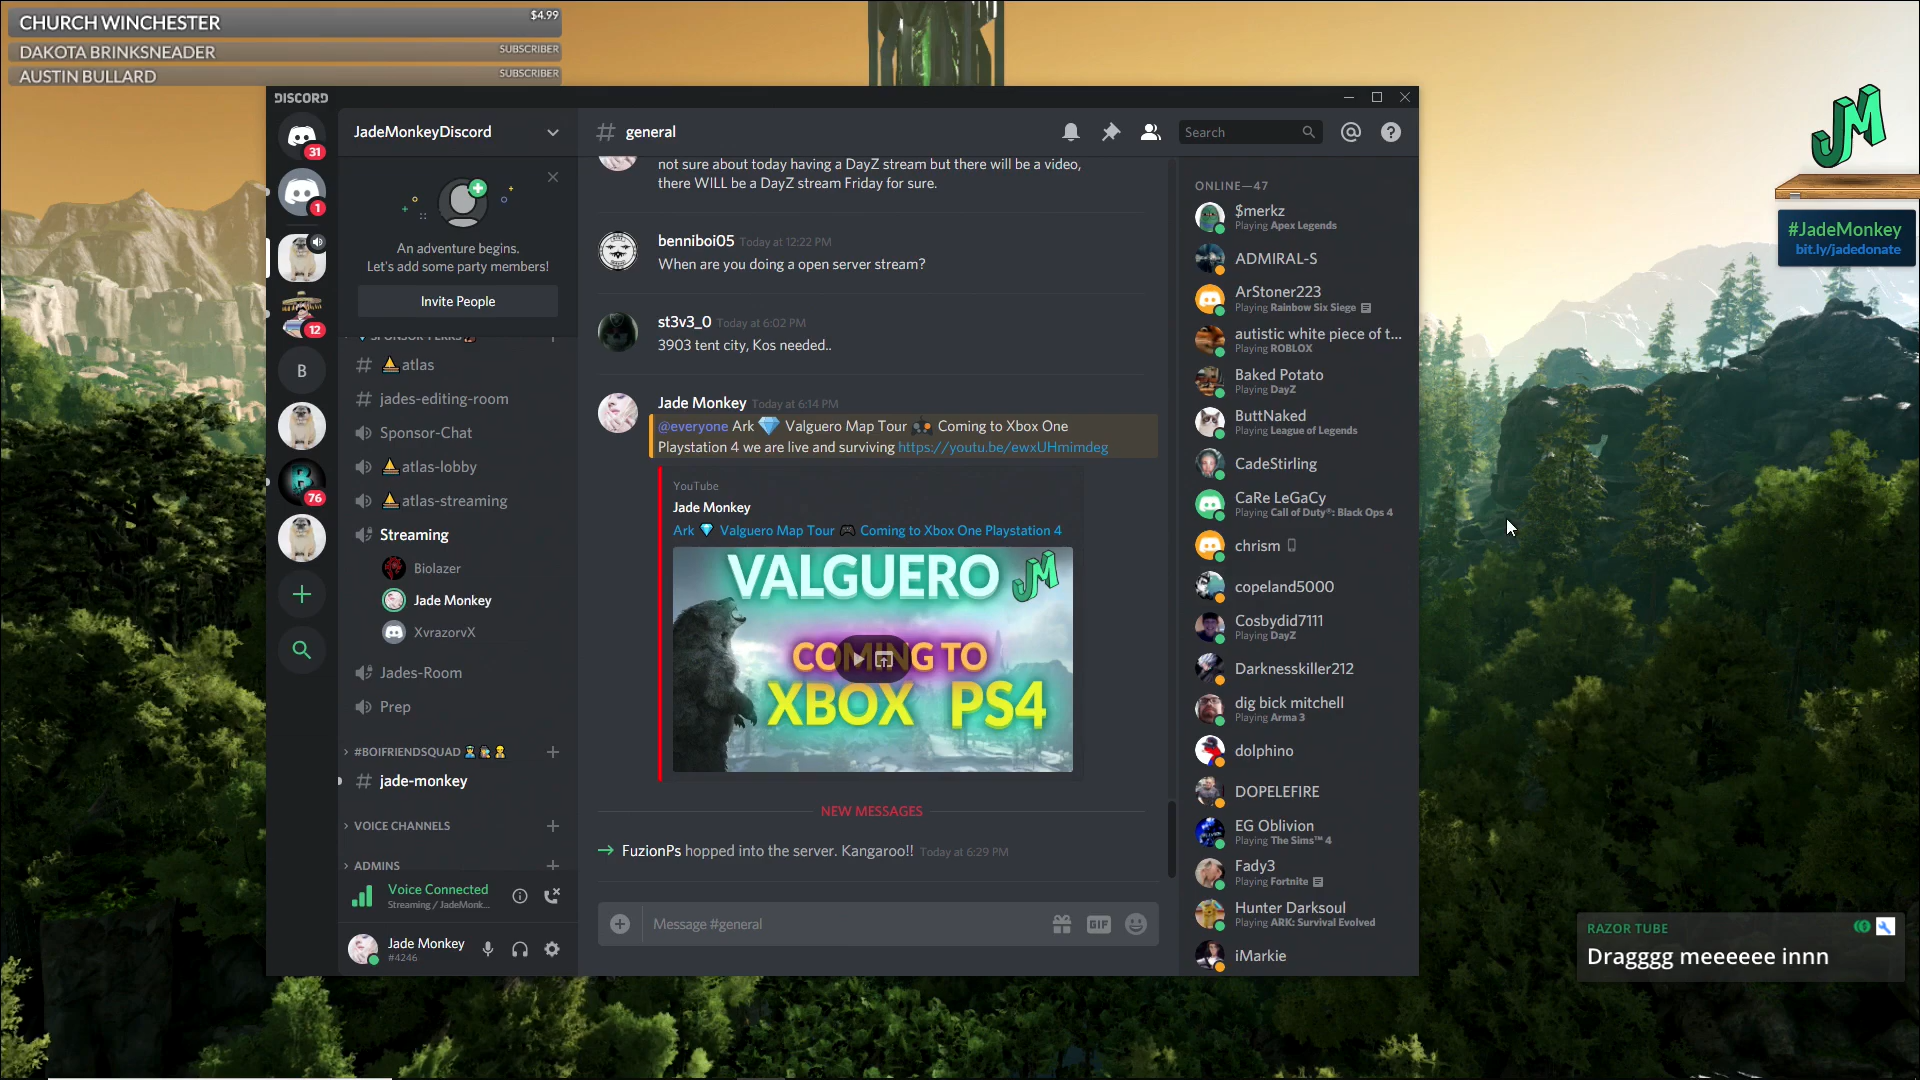 CHURCH WINCHESTER $4.99
DAKOTA BRINKSNEADER SUBSCRIBER
AUSTIN BULLARD SUBSCRIBER
DISCORD
31
1
12
B
76
JadeMonkeyDiscord
An adventure begins.
Let's add some party members!
Invite People
atlas
jades-editing-room
Sponsor-Chat
atlas-lobby
atlas-streaming
Streaming
Biolazer
Jade Monkey
XvrazorvX
Jades-Room
Prep
#BOIFRIENDSQUAD
jade-monkey
VOICE CHANNELS
ADMINS
Voice Connected
Streaming / JadeMonk...
Jade Monkey
#4246
# general
Search
not sure about today having a DayZ stream but there will be a video,
there WILL be a DayZ stream Friday for sure.
benniboi05 Today at 12:22 PM
When are you doing a open server stream?
st3v3_0 Today at 6:02 PM
3903 tent city, Kos needed..
Jade Monkey Today at 6:14 PM
@everyone Ark 💎 Valguero Map Tour 🎮 Coming to Xbox One
Playstation 4 we are live and surviving https://youtu.be/ewxUHmimdeg
YouTube
Jade Monkey
Ark 💎 Valguero Map Tour 🎮 Coming to Xbox One Playstation 4
VALGUERO JM
COMING TO
XBOX PS4
NEW MESSAGES
FuzionPs hopped into the server. Kangaroo!! Today at 6:29 PM
Message #general
GIF
ONLINE—47
$merkz
Playing Apex Legends
ADMIRAL-S
ArStoner223
Playing Rainbow Six Siege
autistic white piece of t...
Playing ROBLOX
Baked Potato
Playing DayZ
ButtNaked
Playing League of Legends
CadeStirling
CaRe LeGaCy
Playing Call of Duty®: Black Ops 4
chrism
copeland5000
Cosbydid7111
Playing DayZ
Darknesskiller212
dig bick mitchell
Playing Arma 3
dolphino
DOPELEFIRE
EG Oblivion
Playing The Sims™ 4
Fady3
Playing Fortnite
Hunter Darksoul
Playing ARK: Survival Evolved
iMarkie
JM
#JadeMonkey
bit.ly/jadedonate
RAZOR TUBE
Dragggg meeeeee innn